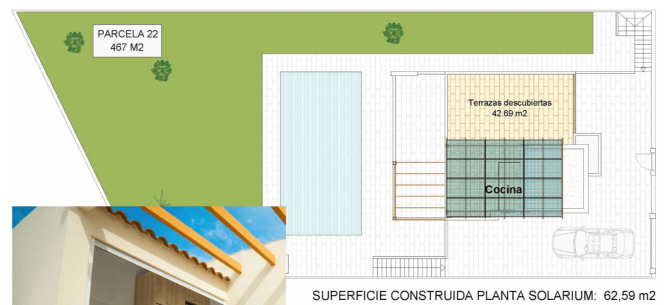 PARCELA 22
467 M2
Terrazas descubiertas
42.69 m2
Cocina
SUPERFICIE CONSTRUIDA PLANTA SOLARIUM: 62,59 m2